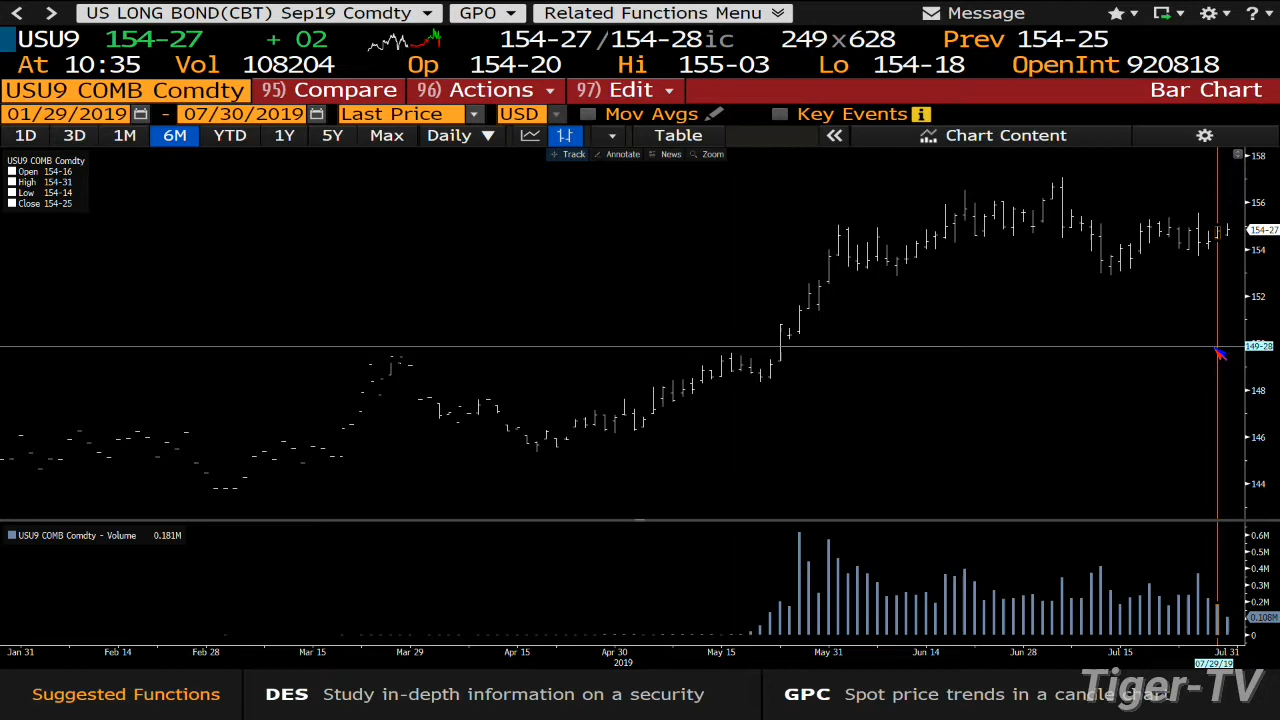 US LONG BOND(CBT) Sep19 Comdty GPO Related Functions Menu Message ?
USU9 154-27 + 02 154-27/154-28ic 249x628 Prev 154-25
At 10:35 Vol 108204 Op 154-20 Hi 155-03 Lo 154-18 OpenInt 920818
USU9 COMB Comdty 95) Compare 96) Actions 97) Edit Bar Chart
01/29/2019 - 07/30/2019 Last Price USD Mov Avgs Key Events i
1D 3D 1M 6M YTD 1Y 5Y Max Daily ▼ Table « Chart Content
Track Annotate News Zoom
USU9 COMB Comdty
Open 154-16
High 154-31
Low 154-14
Close 154-25
158
156
154-27
154
152
149-28
148
146
144
USU9 COMB Comdty - Volume 0.181M
0.6M
0.5M
0.4M
0.3M
0.2M
0.108M
0
Jan 31 Feb 14 Feb 28 Mar 15 Mar 29 Apr 15 Apr 30 May 15 May 31 Jun 14 Jun 28 Jul 15 Jul 31
2019 07/29/19
Suggested Functions DES Study in-depth information on a security GPC Spot price trends in a candle chart
Tiger-TV